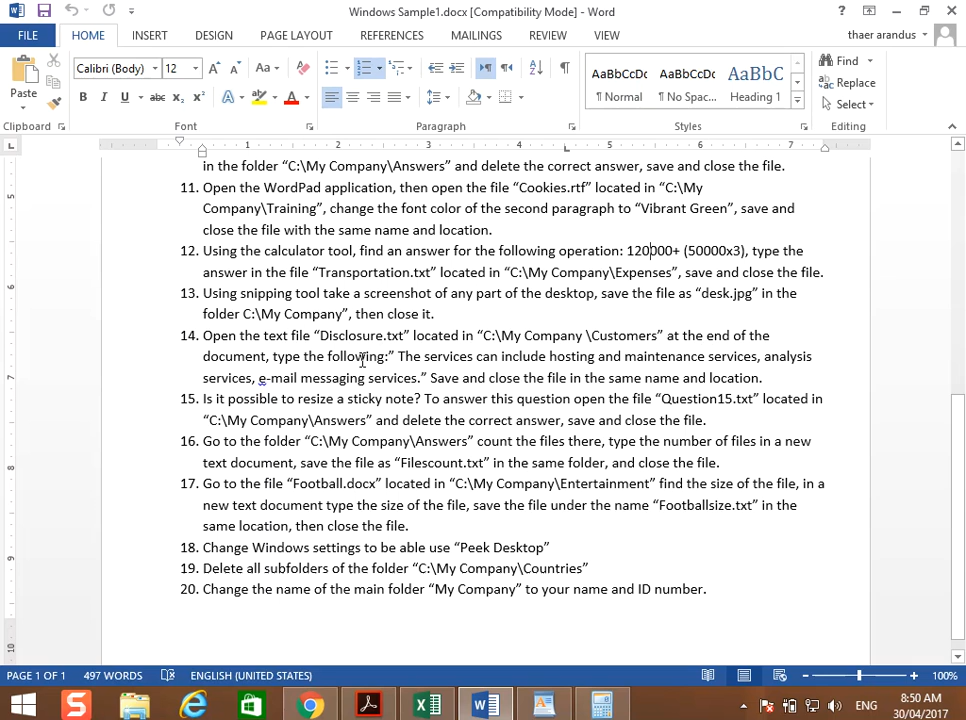 Windows Sample1.docx [Compatibility Mode] - Word
FILE HOME INSERT DESIGN PAGE LAYOUT REFERENCES MAILINGS REVIEW VIEW thaer arandus
Calibri (Body) 12
Paste
AaBbCcDc AaBbCcDc AaBbCc
¶ Normal ¶ No Spac... Heading 1
Find
Replace
Select
Clipboard Font Paragraph Styles Editing
1 2 3 4 5 6 7
in the folder “C:\My Company\Answers” and delete the correct answer, save and close the file.
11. Open the WordPad application, then open the file “Cookies.rtf” located in “C:\My
Company\Training”, change the font color of the second paragraph to “Vibrant Green”, save and
close the file with the same name and location.
12. Using the calculator tool, find an answer for the following operation: 120000+ (50000x3), type the
answer in the file “Transportation.txt” located in “C:\My Company\Expenses”, save and close the file.
13. Using snipping tool take a screenshot of any part of the desktop, save the file as “desk.jpg” in the
folder C:\My Company”, then close it.
14. Open the text file “Disclosure.txt” located in “C:\My Company \Customers” at the end of the
document, type the following:” The services can include hosting and maintenance services, analysis
services, e-mail messaging services.” Save and close the file in the same name and location.
15. Is it possible to resize a sticky note? To answer this question open the file “Question15.txt” located in
“C:\My Company\Answers” and delete the correct answer, save and close the file.
16. Go to the folder “C:\My Company\Answers” count the files there, type the number of files in a new
text document, save the file as “Filescount.txt” in the same folder, and close the file.
17. Go to the file “Football.docx” located in “C:\My Company\Entertainment” find the size of the file, in a
new text document type the size of the file, save the file under the name “Footballsize.txt” in the
same location, then close the file.
18. Change Windows settings to be able use “Peek Desktop”
19. Delete all subfolders of the folder “C:\My Company\Countries”
20. Change the name of the main folder “My Company” to your name and ID number.
PAGE 1 OF 1 497 WORDS ENGLISH (UNITED STATES) 100%
ENG 8:50 AM
30/04/2017